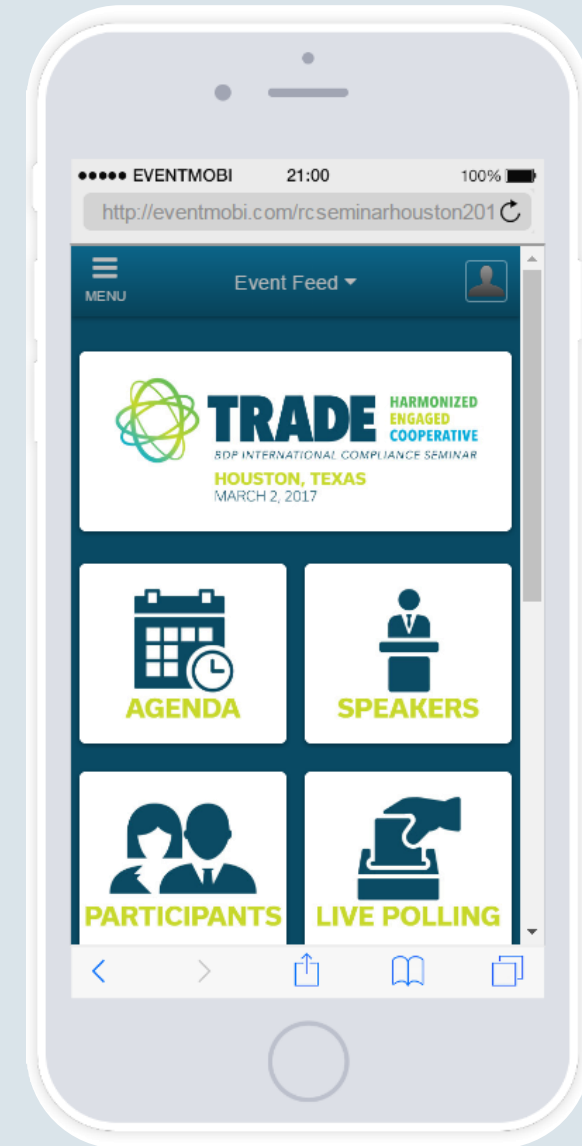 EVENTMOBI 21:00 100%
http://eventmobi.com/rcseminarhouston201
MENU
Event Feed
TRADE
HARMONIZED
ENGAGED
COOPERATIVE
BDP INTERNATIONAL COMPLIANCE SEMINAR
HOUSTON, TEXAS
MARCH 2, 2017
AGENDA
SPEAKERS
PARTICIPANTS
LIVE POLLING